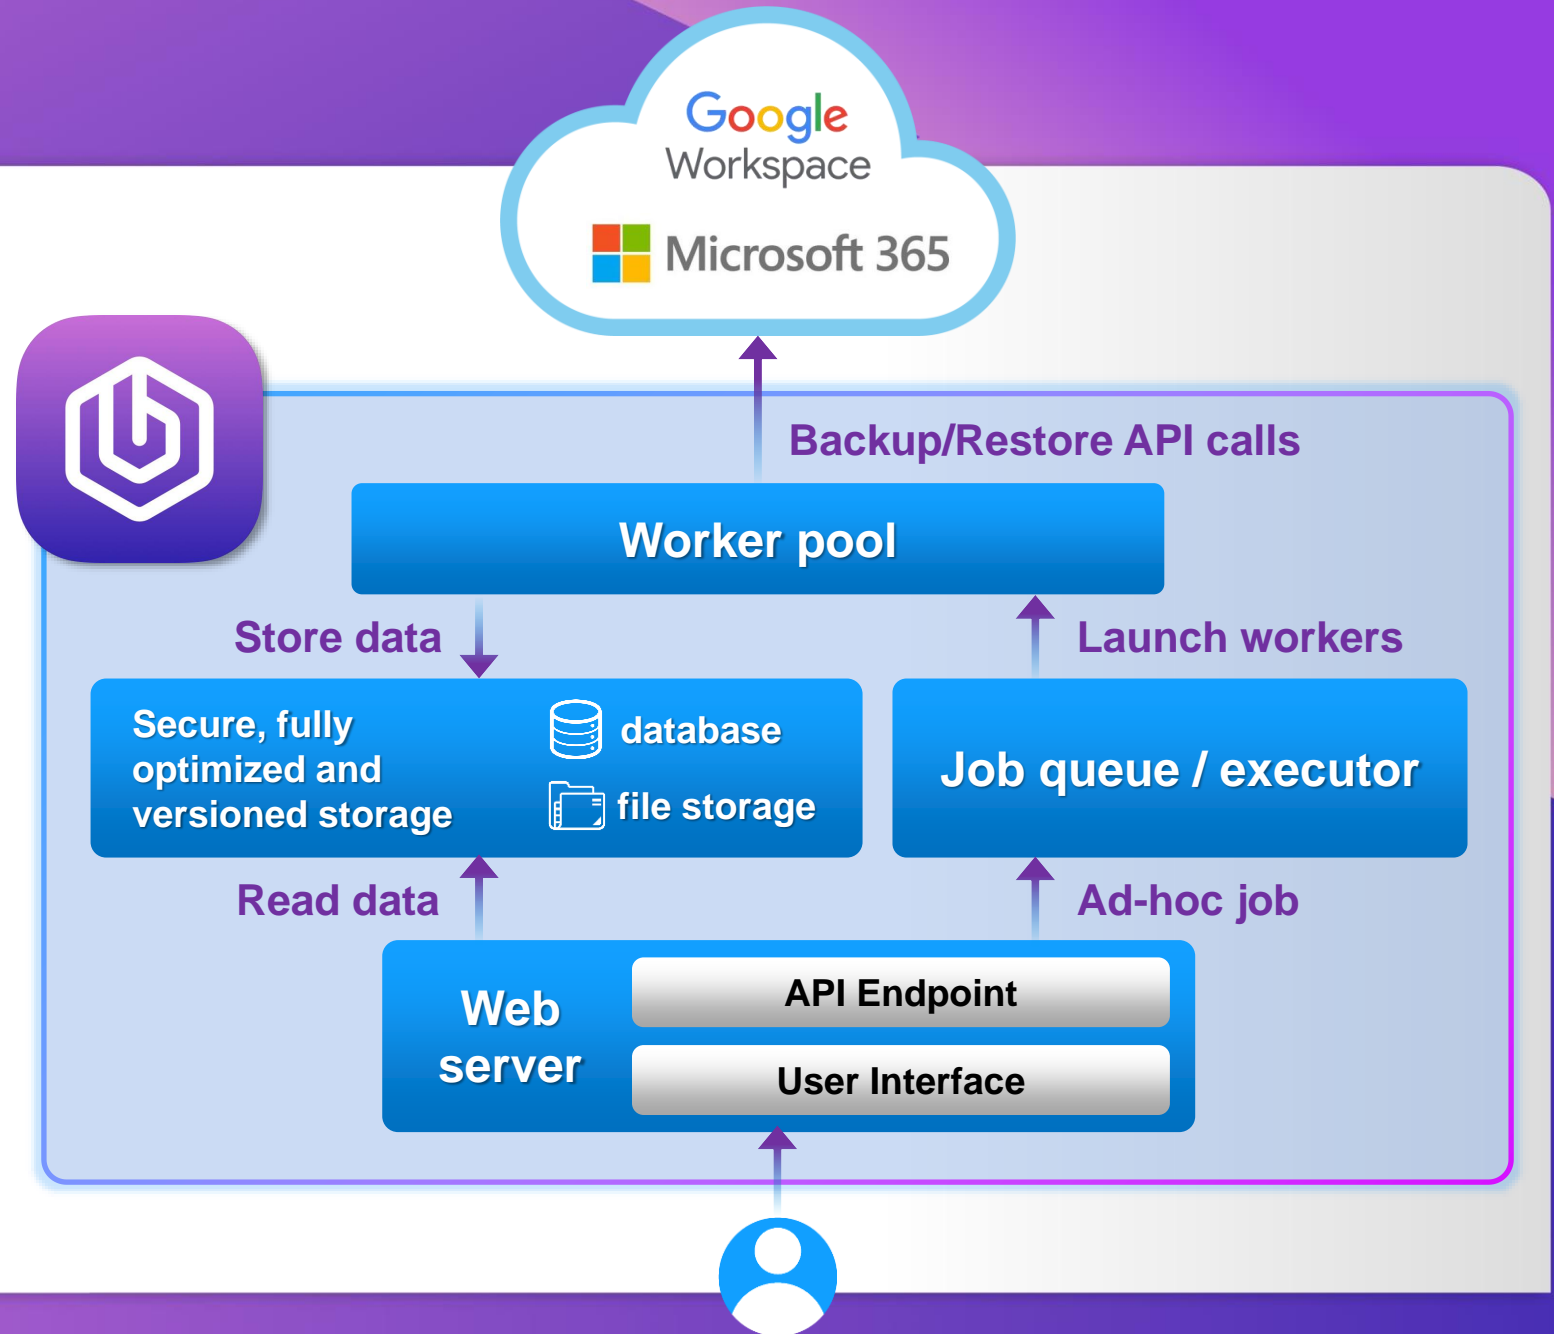 Google
Workspace
Microsoft 365
Backup/Restore API calls
Worker pool
Store data
Launch workers
Secure, fully
optimized and
versioned storage
database
file storage
Job queue / executor
Read data
Ad-hoc job
Web
server
API Endpoint
User Interface